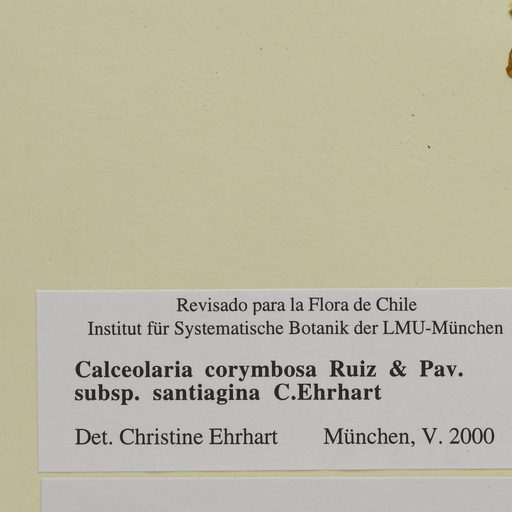 Revisado para la Flora de Chile
Institut für Systematische Botanik der LMU-München
Calceolaria corymbosa Ruiz & Pav.
subsp. santiagina C.Ehrhart
Det. Christine Ehrhart München, V. 2000